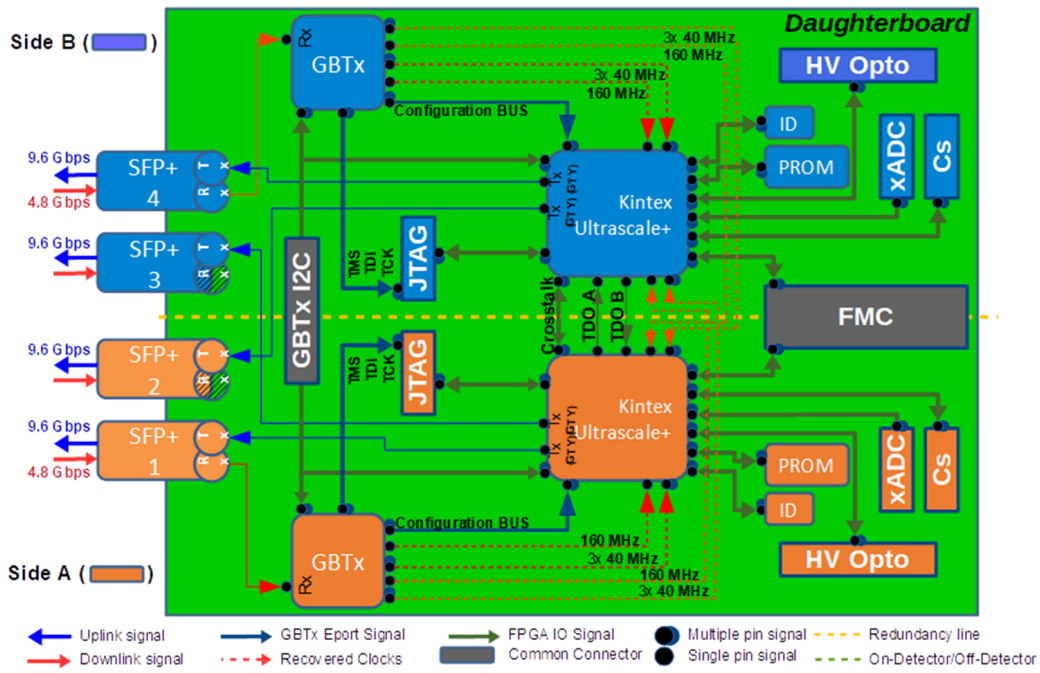 Daughterboard
Side B (
)
Rx
GBTx
3x 40 MHz
160 MHz
3x 40 MHz
160 MHz
Configuration BUS
HV Opto
ID
PROM
xADC
Cs
9.6 Gbps
4.8 Gbps
SFP+
4
T
x
R
x
Tx
(GTY)
Tx
(GTY)
Kintex
Ultrascale+
9.6 Gbps
SFP+
3
T
x
R
x
GBTx I2C
TMS
TDI
TCK
JTAG
Crosstalk
TDO A
TDO B
FMC
9.6 Gbps
SFP+
2
T
x
R
x
TMS
TDI
TCK
JTAG
Kintex
Ultrascale+
Tx
(GTY)
Tx
(GTY)
9.6 Gbps
4.8 Gbps
SFP+
1
T
x
R
x
PROM
ID
xADC
Cs
Configuration BUS
160 MHz
3x 40 MHz
160 MHz
3x 40 MHz
GBTx
Rx
HV Opto
Side A (
)
Uplink signal
GBTx Eport Signal
FPGA IO Signal
Multiple pin signal
Redundancy line
Downlink signal
Recovered Clocks
Common Connector
Single pin signal
On-Detector/Off-Detector